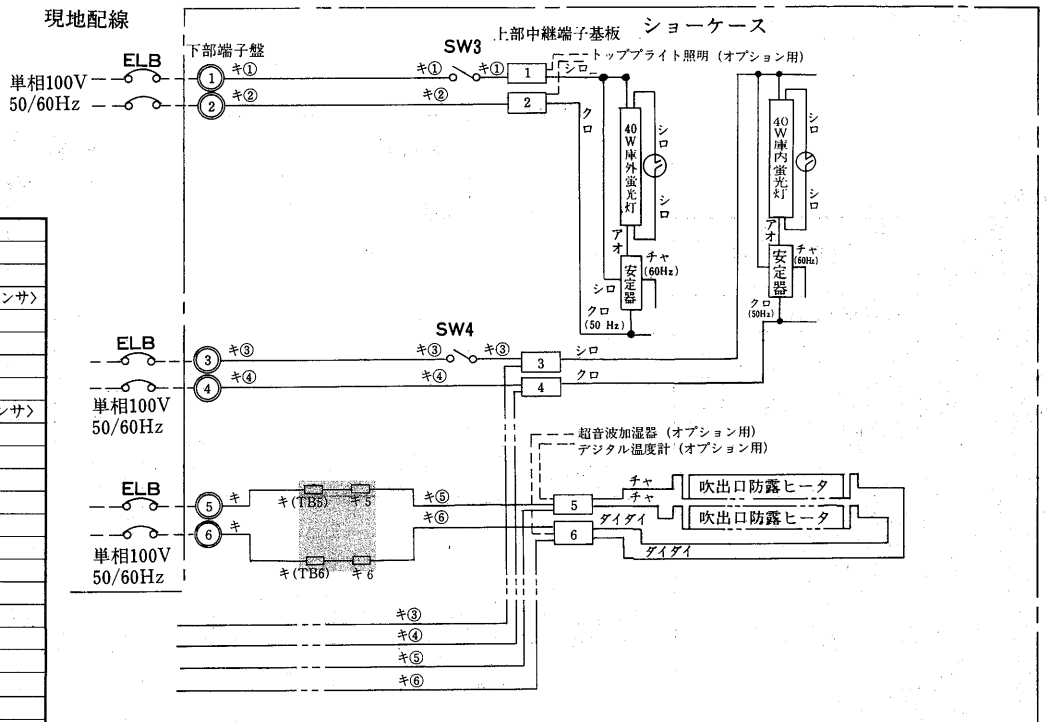 現地配線
ショーケース
上部中継端子基板
下部端子盤
SW3
トッププライト照明 (オプション用)
ELB
単相100V
50/60Hz
1
キ①
キ①
キ①
1
シロ
2
キ②
キ②
2
クロ
40W庫外蛍光灯
シロ
シロ
アオ
安定器
チャ
(60Hz)
シロ
クロ
(50 Hz)
40W庫内蛍光灯
シロ
シロ
アオ
安定器
チャ
(60Hz)
クロ
(50Hz)
ンサ〉
ンサ〉
SW4
ELB
3
キ③
キ③
キ③
3
シロ
4
キ④
キ④
4
クロ
単相100V
50/60Hz
超音波加湿器 (オプション用)
デジタル温度計 (オプション用)
ELB
5
キ
キ(TB5)
キ5
キ⑤
5
チャ
チャ
吹出口防露ヒータ
6
キ
キ⑥
6
ダイダイ
吹出口防露ヒータ
ダイダイ
単相100V
50/60Hz
キ(TB6)
キ6
キ③
キ④
キ⑤
キ⑥